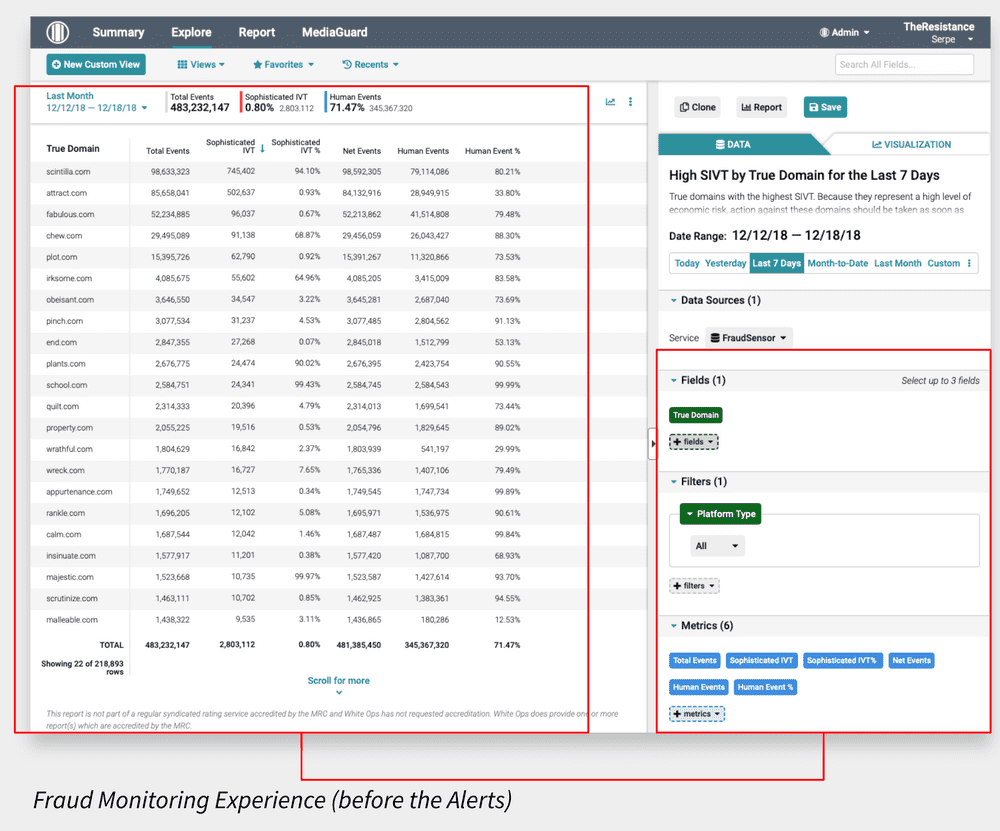 Summary Explore Report MediaGuard Admin TheResistance
Serpe
New Custom View Views Favorites Recents Search All Fields...
Last Month
12/12/18 — 12/18/18
Total Events
483,232,147
Sophisticated IVT
0.80% 2,803,112
Human Events
71.47% 345,367,320
True Domain Total Events Sophisticated IVT Sophisticated IVT % Net Events Human Events Human Event %
scintilla.com 98,633,323 745,402 94.10% 98,592,305 79,114,086 80.21%
attract.com 85,658,041 502,637 0.93% 84,132,916 28,949,915 33.80%
fabulous.com 52,234,885 96,037 0.67% 52,213,862 41,514,808 79.48%
chew.com 29,495,089 91,138 68.87% 29,456,059 26,043,427 88.30%
plot.com 15,395,726 62,790 0.92% 15,391,267 11,320,866 73.53%
irksome.com 4,085,675 55,602 64.96% 4,085,205 3,415,009 83.58%
obeisant.com 3,646,550 34,547 3.22% 3,645,281 2,687,040 73.69%
pinch.com 3,077,534 31,237 4.53% 3,077,485 2,804,562 91.13%
end.com 2,847,355 27,268 0.07% 2,845,018 1,512,799 53.13%
plants.com 2,676,775 24,474 90.02% 2,676,395 2,423,754 90.55%
school.com 2,584,751 24,341 99.43% 2,584,745 2,584,543 99.99%
quilt.com 2,314,333 20,396 4.79% 2,314,013 1,699,541 73.44%
property.com 2,055,225 19,516 0.53% 2,054,796 1,829,645 89.02%
wrathful.com 1,804,629 16,842 2.37% 1,803,939 541,197 29.99%
wreck.com 1,770,187 16,727 7.65% 1,765,336 1,407,106 79.49%
appurtenance.com 1,749,652 12,513 0.34% 1,749,545 1,747,734 99.89%
rankle.com 1,696,205 12,102 5.08% 1,695,971 1,536,975 90.61%
calm.com 1,687,544 12,042 1.46% 1,687,487 1,684,815 99.84%
insinuate.com 1,577,917 11,201 0.38% 1,577,420 1,087,700 68.93%
majestic.com 1,523,668 10,735 99.97% 1,523,587 1,427,614 93.70%
scrutinize.com 1,463,111 10,702 0.85% 1,462,925 1,383,361 94.55%
malleable.com 1,438,322 9,535 3.11% 1,436,865 180,286 12.53%
TOTAL 483,232,147 2,803,112 0.80% 481,385,450 345,367,320 71.47%
Showing 22 of 218,893
rows
Scroll for more
This report is not part of a regular syndicated rating service accredited by the MRC and White Ops has not requested accreditation. White Ops does provide one or more
report(s) which are accredited by the MRC.
Clone Report Save
DATA VISUALIZATION
High SIVT by True Domain for the Last 7 Days
True domains with the highest SIVT. Because they represent a high level of
economic risk, action against these domains should be taken as soon as
Date Range: 12/12/18 — 12/18/18
Today Yesterday Last 7 Days Month-to-Date Last Month Custom
Data Sources (1)
Service FraudSensor
Fields (1) Select up to 3 fields
True Domain
+ fields
Filters (1)
Platform Type
All
+ filters
Metrics (6)
Total Events Sophisticated IVT Sophisticated IVT% Net Events
Human Events Human Event %
+ metrics
Fraud Monitoring Experience (before the Alerts)